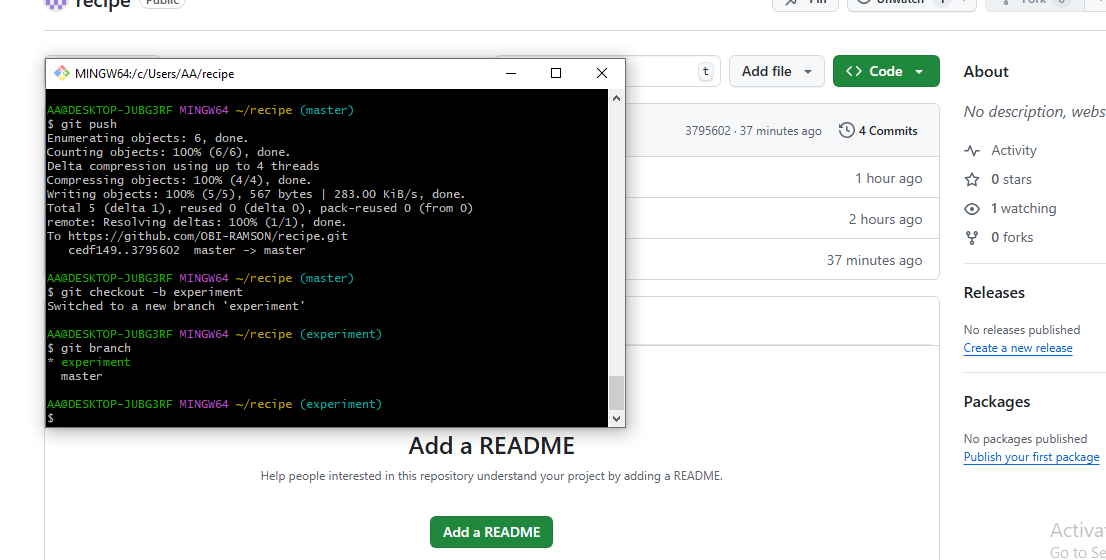 recipe
Public
Pin
Unwatch
1
Fork
0
MINGW64:/c/Users/AA/recipe
AA@DESKTOP-JUBG3RF MINGW64 ~/recipe (master)
$ git push
Enumerating objects: 6, done.
Counting objects: 100% (6/6), done.
Delta compression using up to 4 threads
Compressing objects: 100% (4/4), done.
Writing objects: 100% (5/5), 567 bytes | 283.00 KiB/s, done.
Total 5 (delta 1), reused 0 (delta 0), pack-reused 0 (from 0)
remote: Resolving deltas: 100% (1/1), done.
To https://github.com/OBI-RAMSON/recipe.git
   cedf149..3795602  master -> master
AA@DESKTOP-JUBG3RF MINGW64 ~/recipe (master)
$ git checkout -b experiment
Switched to a new branch 'experiment'
AA@DESKTOP-JUBG3RF MINGW64 ~/recipe (experiment)
$ git branch
* experiment
  master
AA@DESKTOP-JUBG3RF MINGW64 ~/recipe (experiment)
$
t
Add file
<> Code
3795602 · 37 minutes ago
4 Commits
1 hour ago
2 hours ago
37 minutes ago
Add a README
Help people interested in this repository understand your project by adding a README.
Add a README
About
No description, webs
Activity
0 stars
1 watching
0 forks
Releases
No releases published
Create a new release
Packages
No packages published
Publish your first package
Activa
Go to Se